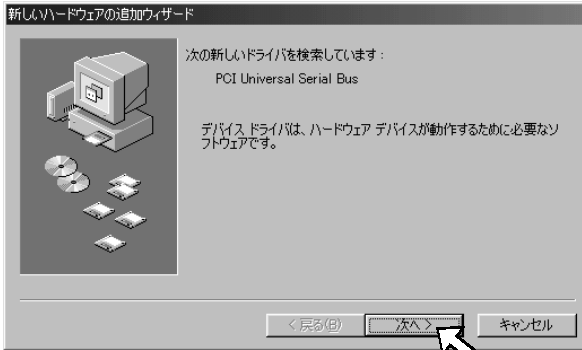 新しいハードウェアの追加ウィザード
次の新しいドライバを検索しています：
PCI Universal Serial Bus
デバイス ドライバは、ハードウェア デバイスが動作するために必要なソ
フトウェアです。
< 戻る(B)
次へ >
キャンセル